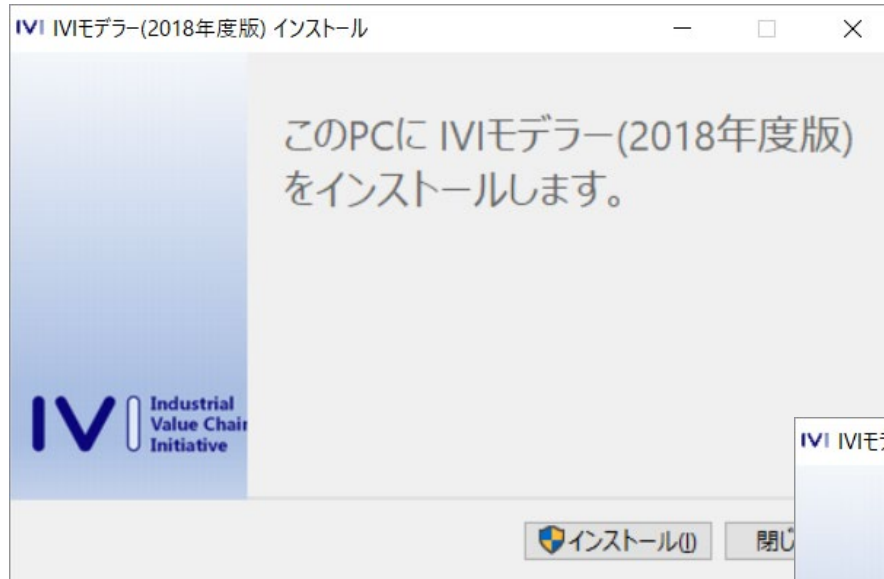 IVI IVIモデラー(2018年度版) インストール
このPCに IVIモデラー(2018年度版)
をインストールします。
IVI
Industrial
Value Chain
Initiative
IVI IVIモ
インストール(I)
閉じ